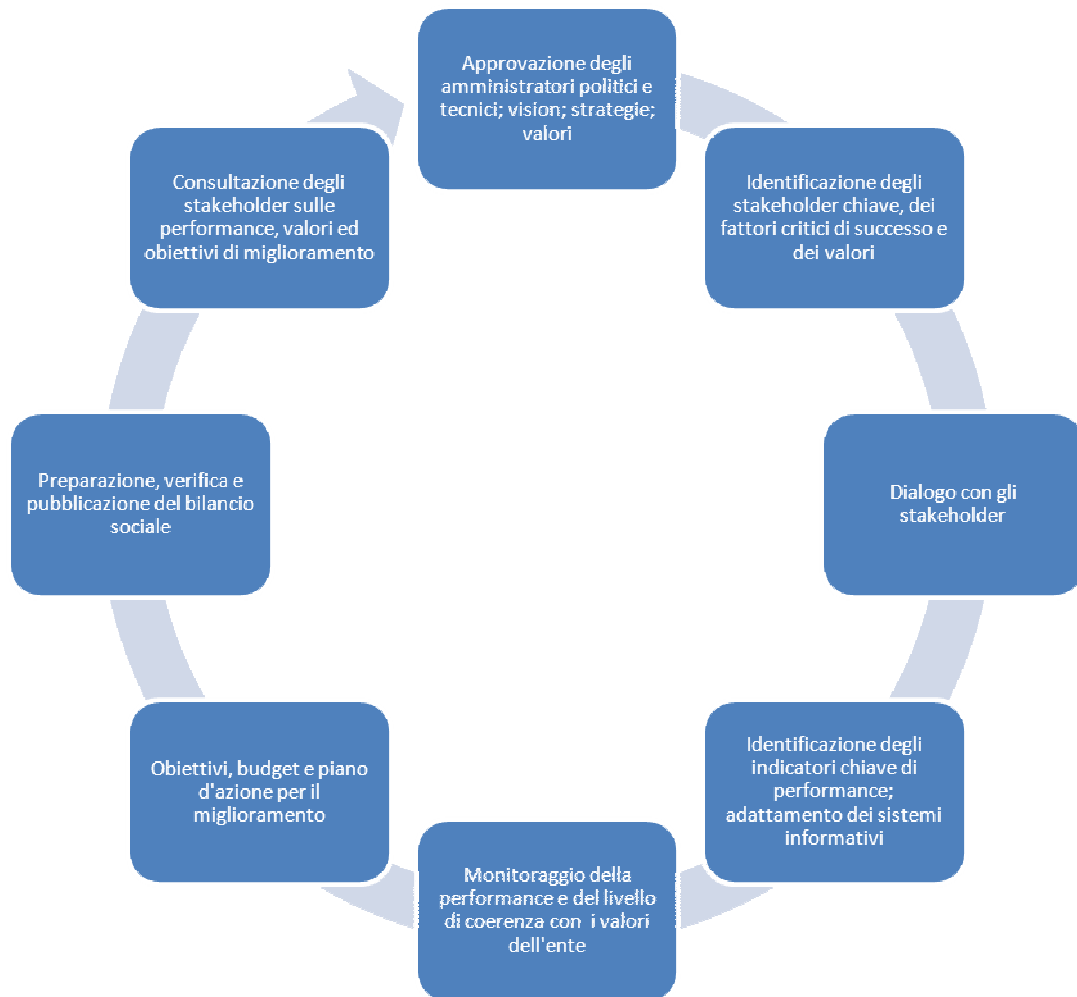 Approvazione degli
amministratori politici e
tecnici; vision; strategie;
valori
Identificazione degli
stakeholder chiave, dei
fattori critici di successo e
dei valori
Dialogo con gli
stakeholder
Identificazione degli
indicatori chiave di
performance;
adattamento dei sistemi
informativi
Monitoraggio della
performance e del livello
di coerenza con i valori
dell'ente
Obiettivi, budget e piano
d'azione per il
miglioramento
Preparazione, verifica e
pubblicazione del bilancio
sociale
Consultazione degli
stakeholder sulle
performance, valori ed
obiettivi di miglioramento